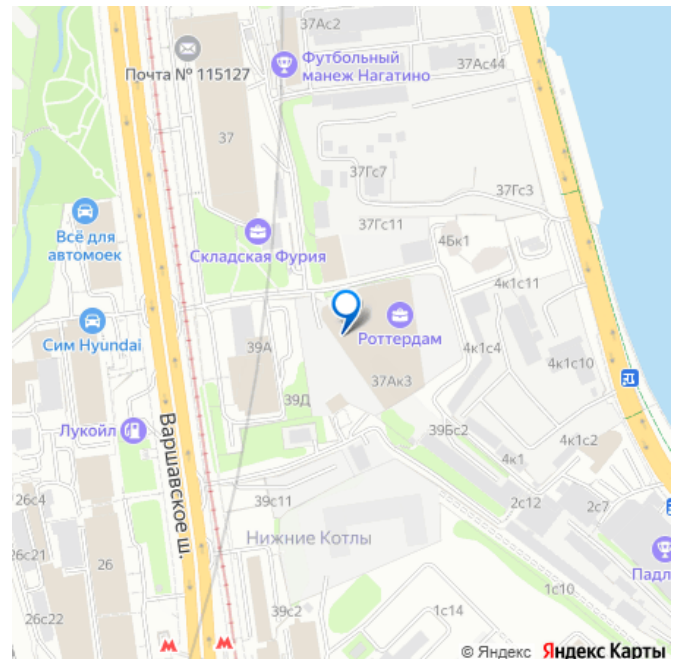 37Ас2
Футбольный
манеж Нагатино
37Ас44
Почта № 115127
37
37Гс7
37Гс3
37Гс11
Всё для
автомоек
Складская Фурия
4Бк1
4к1с11
Сим Hyundai
39А
Роттердам
4к1с4
4к1с10
37Ак3
39Д
Лукойл
39Бс2
4к1с2
4к1
Варшавское ш.
26с4
39с11
2с12
2с7
Нижние Котлы
26с21
26
Падл
1с10
26с22
39с2
1с14
М
М
© Яндекс Яндекс Карты